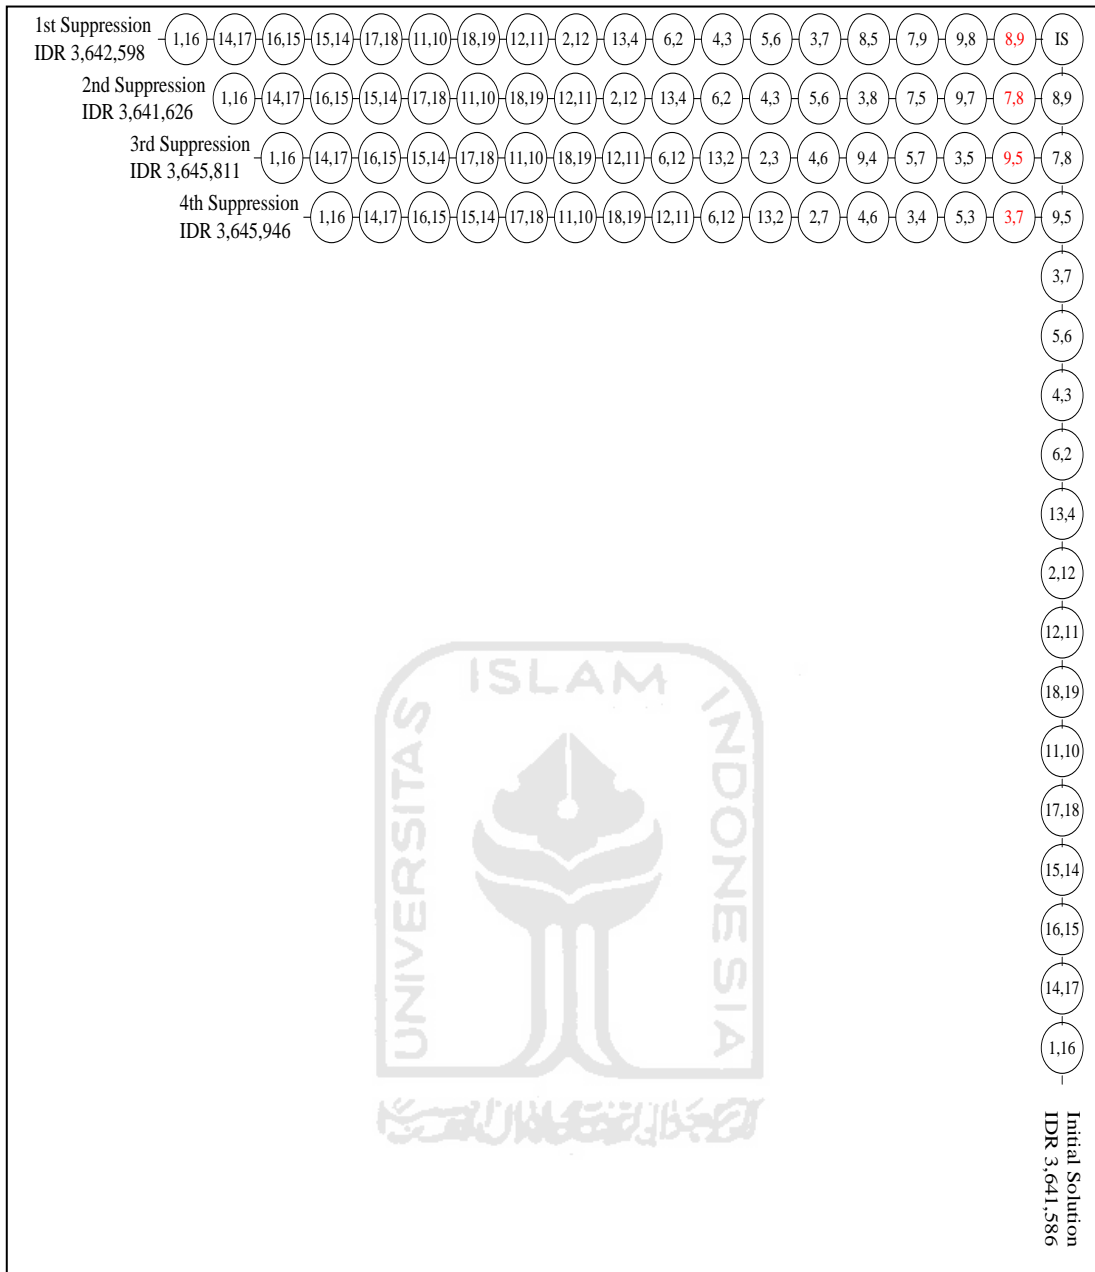 1st Suppression
IDR 3,642,598
1,16 14,17 16,15 15,14 17,18 11,10 18,19 12,11 2,12 13,4 6,2 4,3 5,6 3,7 8,5 7,9 9,8 8,9 IS
2nd Suppression
IDR 3,641,626
1,16 14,17 16,15 15,14 17,18 11,10 18,19 12,11 2,12 13,4 6,2 4,3 5,6 3,8 7,5 9,7 7,8 8,9
3rd Suppression
IDR 3,645,811
1,16 14,17 16,15 15,14 17,18 11,10 18,19 12,11 6,12 13,2 2,3 4,6 9,4 5,7 3,5 9,5 7,8
4th Suppression
IDR 3,645,946
1,16 14,17 16,15 15,14 17,18 11,10 18,19 12,11 6,12 13,2 2,7 4,6 3,4 5,3 3,7 9,5
3,7
5,6
4,3
6,2
13,4
2,12
12,11
18,19
11,10
17,18
15,14
16,15
14,17
1,16
Initial Solution
IDR 3,641,586
UNIVERSITAS
ISLAM
INDONESIA